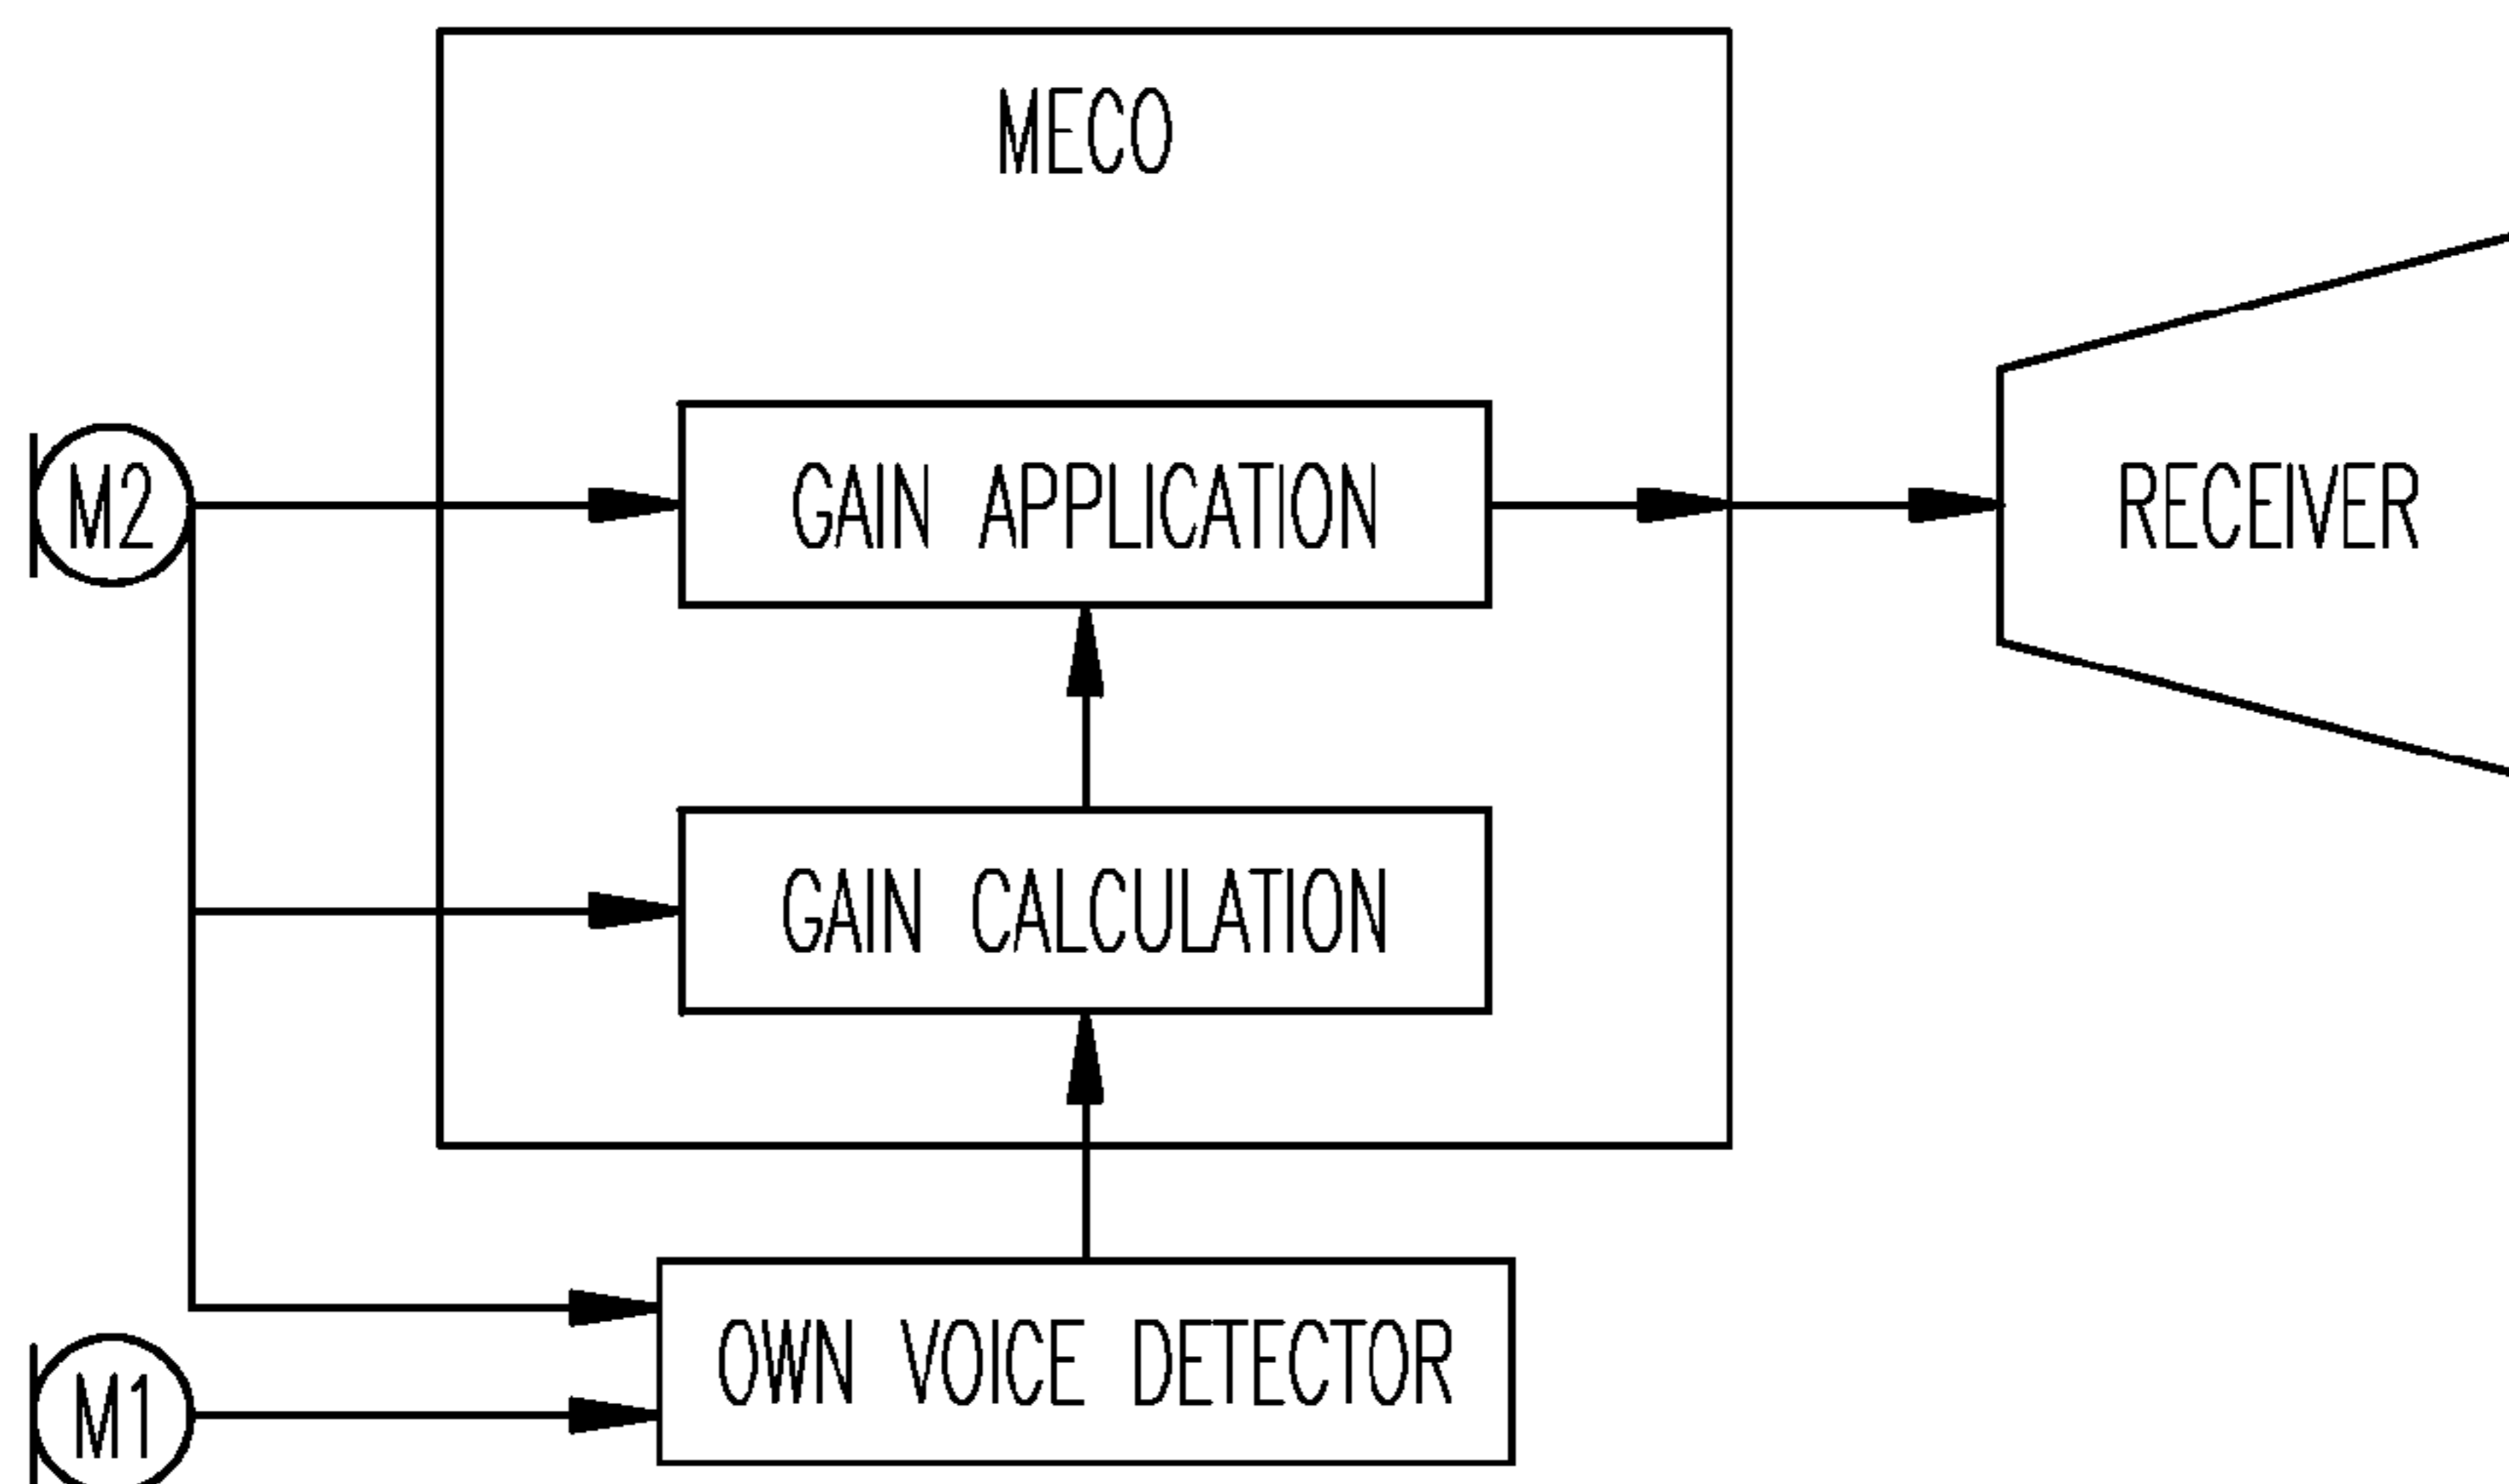 MECO
M2
GAIN APPLICATION
RECEIVER
GAIN CALCULATION
OWN VOICE DETECTOR
M1